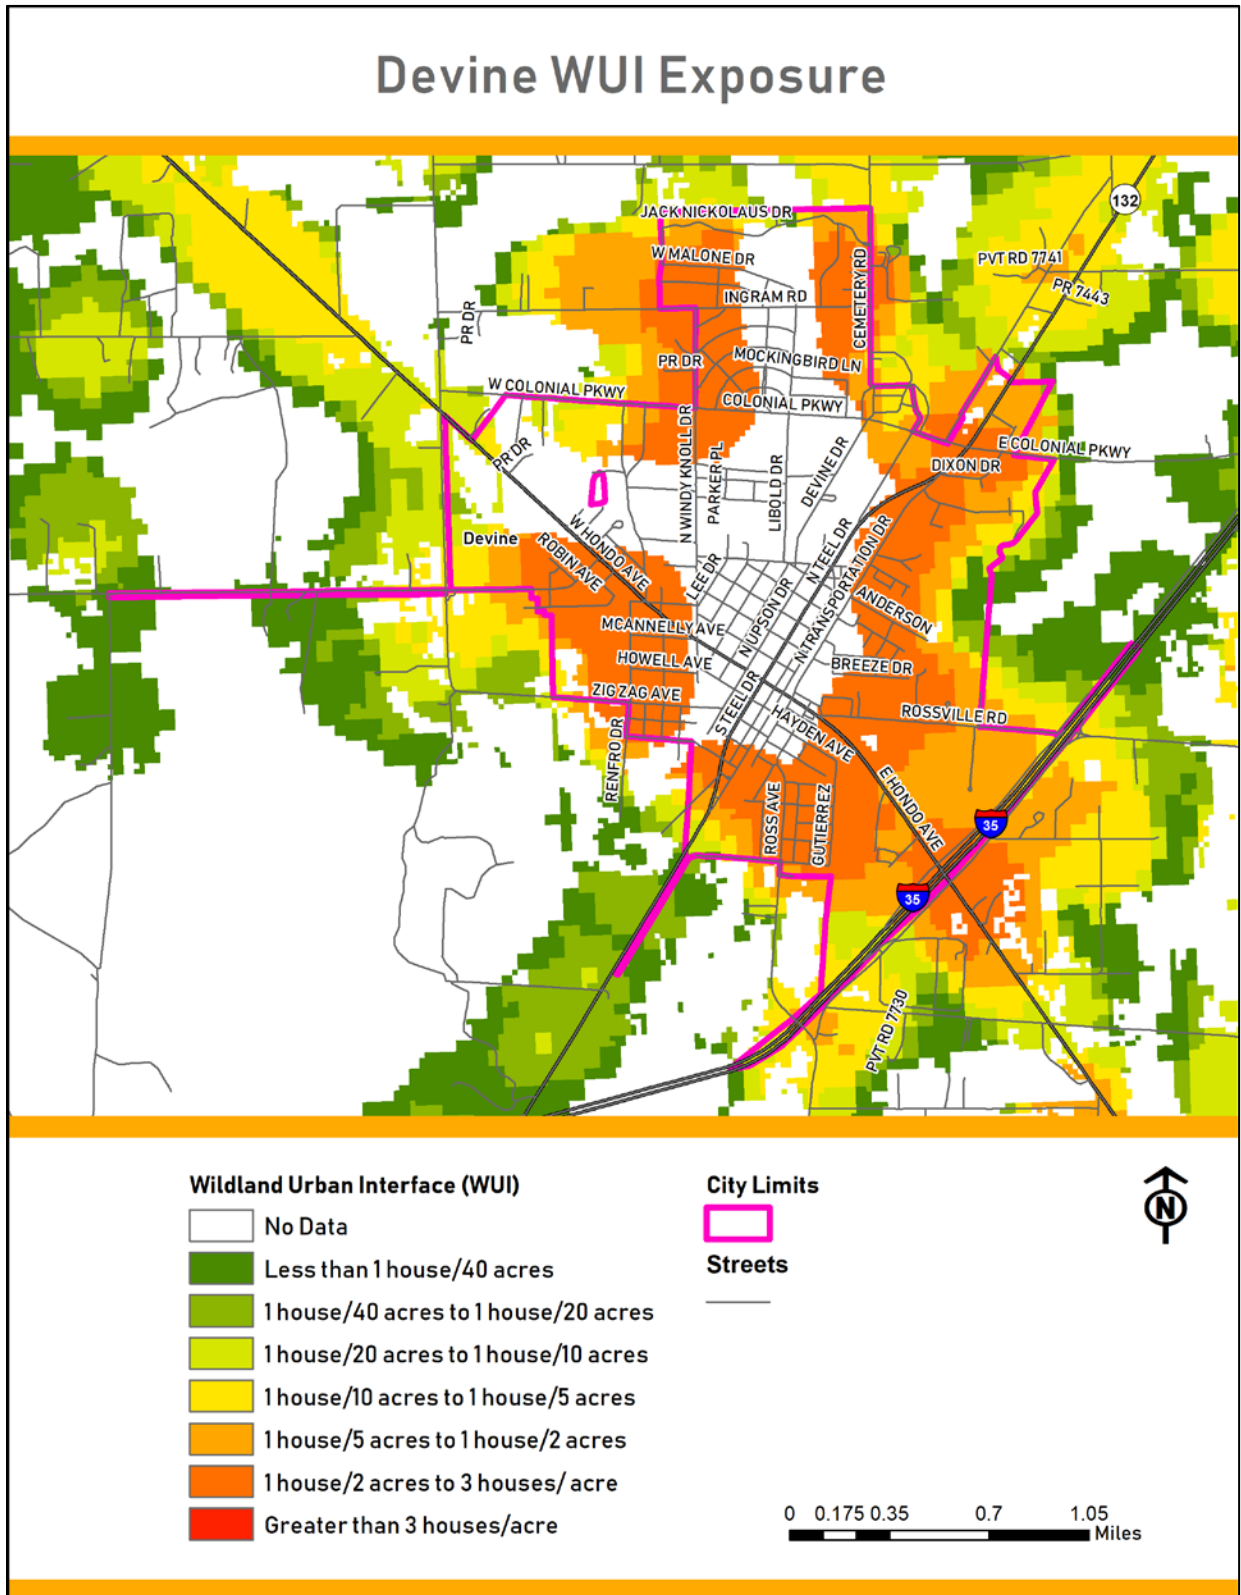 Devine WUI Exposure
132
JACK NICKOLAUS DR
W MALONE DR
PVT RD 7741
PR 7443
INGRAM RD
CEMETERY RD
PR DR
MOCKINGBIRD LN
PR DR
W COLONIAL PKWY
COLONIAL PKWY
E COLONIAL PKWY
PR DR
N WINDY KNOLL DR
PARKER PL
LIBOLD DR
DEVINE DR
DIXON DR
Devine
W HONDO AVE
ROBIN AVE
LEE DR
N TEEL DR
N TRANSPORTATION DR
N UPSON DR
ANDERSON
MCANNELLY AVE
HOWELL AVE
BREEZE DR
ZIG ZAG AVE
S TEEL DR
HAYDEN AVE
ROSSVILLE RD
RENFRO DR
ROSS AVE
GUTIERREZ
E HONDO AVE
35
35
PVT RD 7730
Wildland Urban Interface (WUI)
No Data
Less than 1 house/40 acres
1 house/40 acres to 1 house/20 acres
1 house/20 acres to 1 house/10 acres
1 house/10 acres to 1 house/5 acres
1 house/5 acres to 1 house/2 acres
1 house/2 acres to 3 houses/ acre
Greater than 3 houses/acre
City Limits
Streets
N
0 0.175 0.35 0.7 1.05
Miles